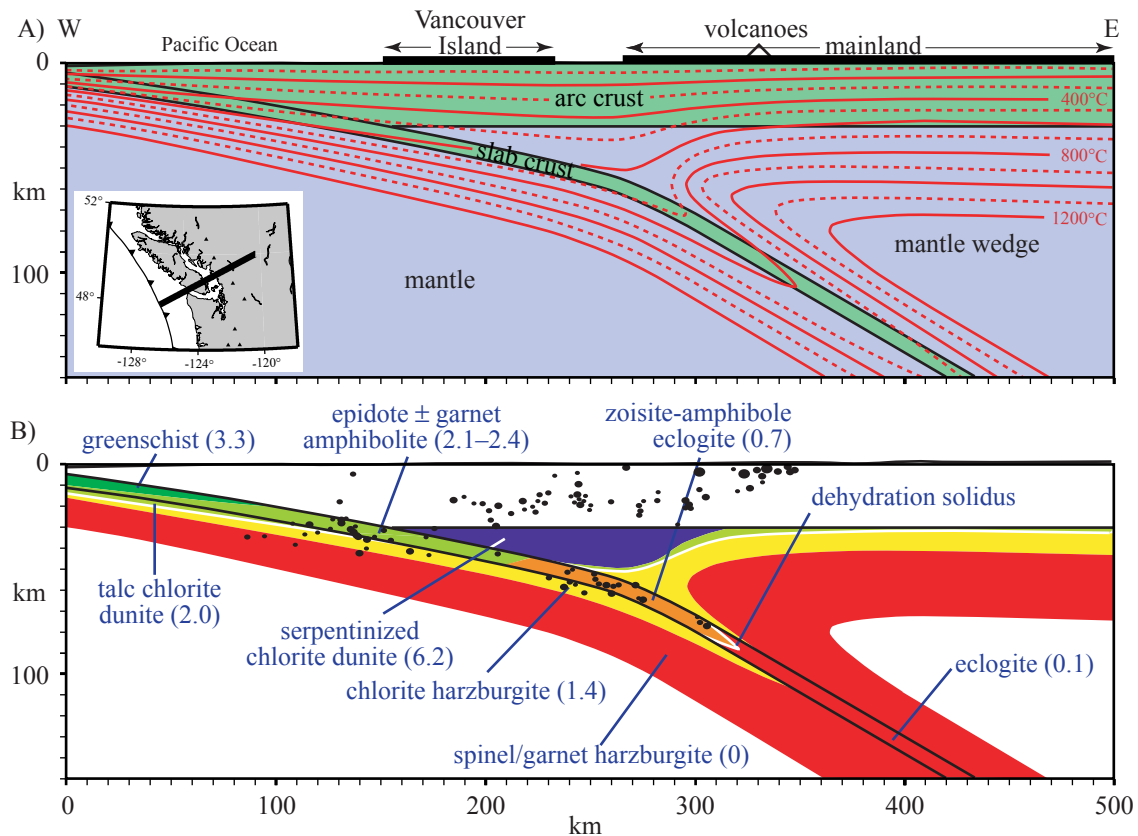 A) W
Pacific Ocean
Vancouver
Island
volcanoes
mainland
E
0
arc crust
400°C
slab crust
800°C
km
1200°C
mantle wedge
100
mantle
52°
48°
-128°
-124°
-120°
B)
greenschist (3.3)
epidote ± garnet
amphibolite (2.1–2.4)
zoisite-amphibole
eclogite (0.7)
0
dehydration solidus
km
talc chlorite
dunite (2.0)
serpentinized
chlorite dunite (6.2)
chlorite harzburgite (1.4)
eclogite (0.1)
100
spinel/garnet harzburgite (0)
0
100
200
300
400
500
km